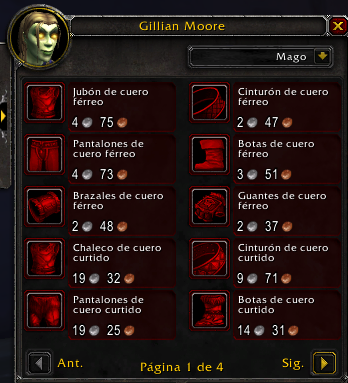 Gillian Moore
Mago
Jubón de cuero
férreo
4 75
Cinturón de cuero
férreo
2 47
Pantalones de
cuero férreo
4 73
Botas de cuero
férreo
3 51
Brazales de cuero
férreo
2 48
Guantes de cuero
férreo
2 37
Chaleco de cuero
curtido
19 32
Cinturón de cuero
curtido
9 71
Pantalones de
cuero curtido
19 25
Botas de cuero
curtido
14 31
Ant.
Página 1 de 4
Sig.